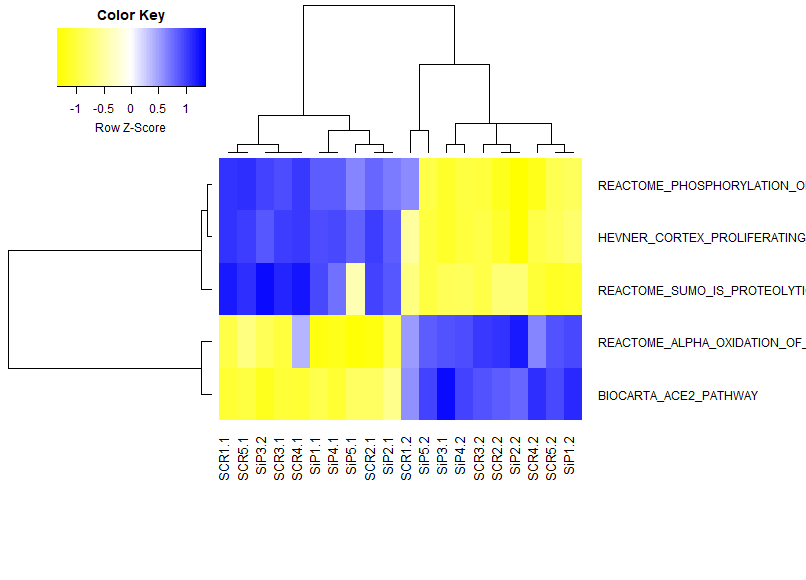 Color Key
-1 -0.5 0 0.5 1
Row Z-Score
REACTOME_PHOSPHORYLATION_O
HEVNER_CORTEX_PROLIFERATING
REACTOME_SUMO_IS_PROTEOLYTI
REACTOME_ALPHA_OXIDATION_OF_
BIOCARTA_ACE2_PATHWAY
SCR1.1
SCR5.1
SiP3.2
SCR3.1
SCR4.1
SiP1.1
SiP4.1
SiP5.1
SCR2.1
SiP2.1
SCR1.2
SiP5.2
SiP3.1
SiP4.2
SCR3.2
SCR2.2
SiP2.2
SCR4.2
SCR5.2
SiP1.2